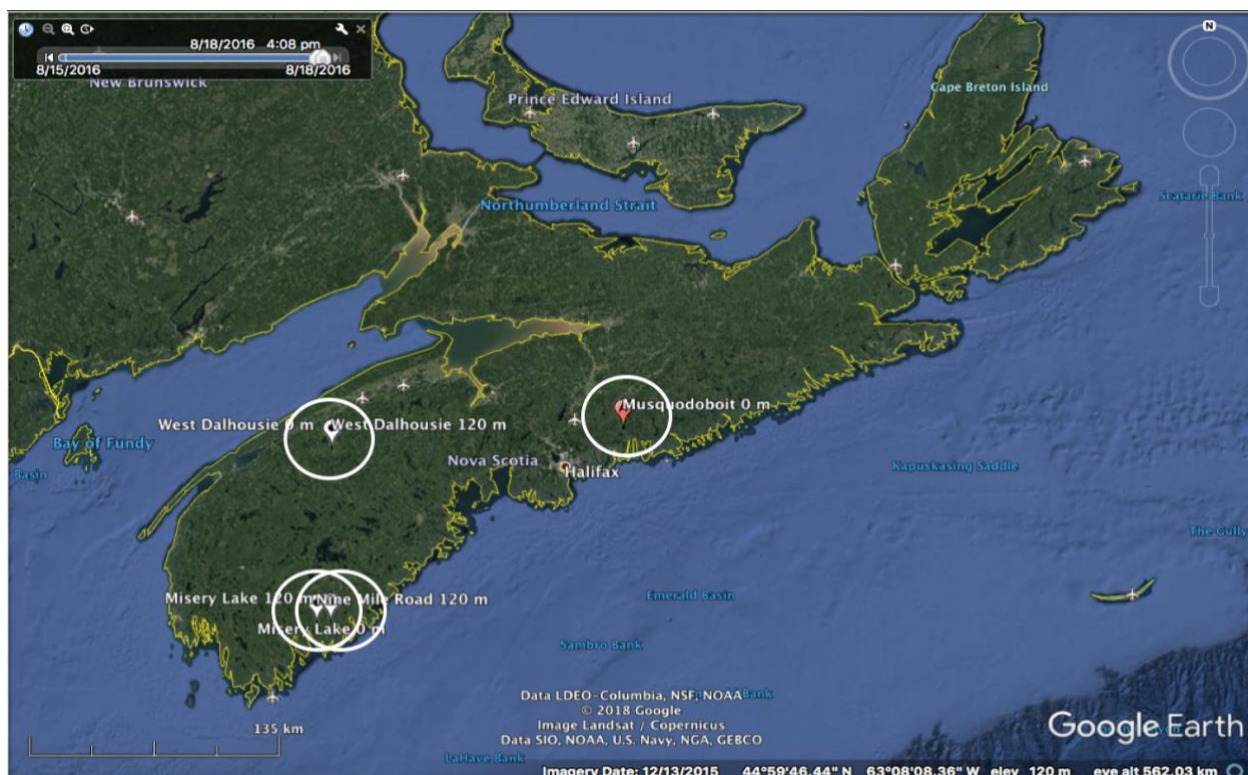 N
8/18/2016 4:08 pm
8/15/2016
8/18/2016
New Brunswick
Prince Edward Island
Cape Breton Island
Northumberland Strait
Scatarie Bank
Musquodoboit 0 m
West Dalhousie 0 m
West Dalhousie 120 m
Bay of Fundy
Nova Scotia
Halifax
Kapuskasing Saddle
Basin
The Gully
Misery Lake 120 m
Nine Mile Road 120 m
Emerald Basin
Misery Lake 0 m
Sambro Bank
Data LDEO-Columbia, NSF, NOAA
Bank
© 2018 Google
135 km
Image Landsat / Copernicus
Google Earth
Data SIO, NOAA, U.S. Navy, NGA, GEBCO
LaHave Bank
Imagery Date: 12/13/2015 44°59'46.44" N 63°08'08.36" W elev 120 m eye alt 562.03 km